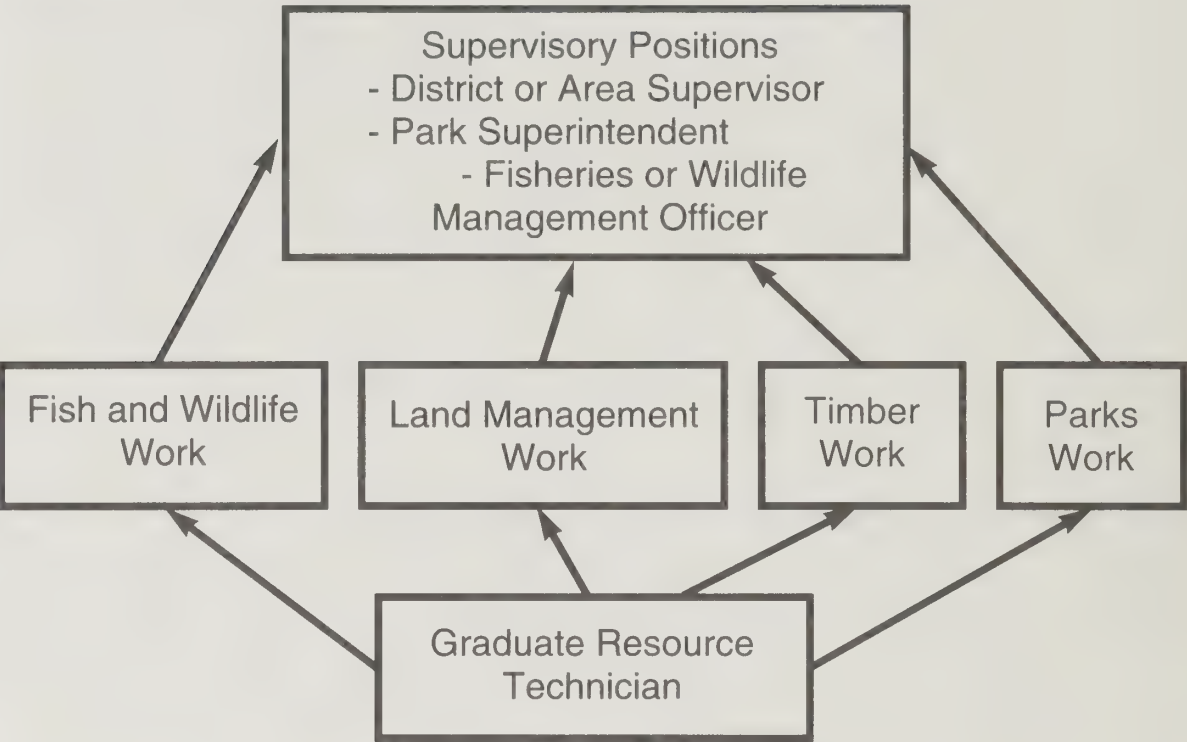 Supervisory Positions
- District or Area Supervisor
- Park Superintendent
- Fisheries or Wildlife
Management Officer
Fish and Wildlife
Work
Land Management
Work
Timber
Work
Parks
Work
Graduate Resource
Technician